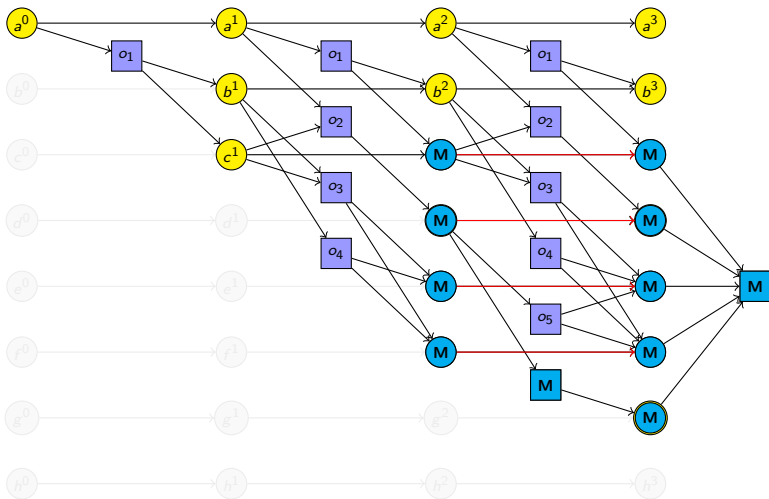 a⁰ a¹ a² a³
o₁ o₁ o₁
b⁰ b¹ b² b³
o₂ o₂
c⁰ c¹ M M
o₃ o₃
d⁰ d¹ M M
o₄ o₄
e⁰ e¹ M M M
o₅
f⁰ f¹ M M
M
g⁰ g¹ g² M
h⁰ h¹ h² h³